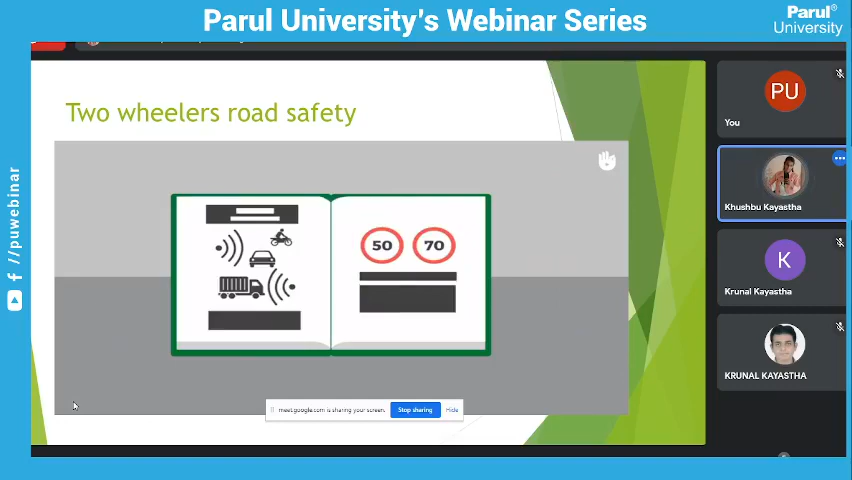 Parul University's Webinar Series
Parul®
University
Two wheelers road safety
50
70
PU
You
Khushbu Kayastha
K
Krunal Kayastha
KRUNAL KAYASTHA
meet.google.com is sharing your screen.
Stop sharing
Hide
f //puwebinar